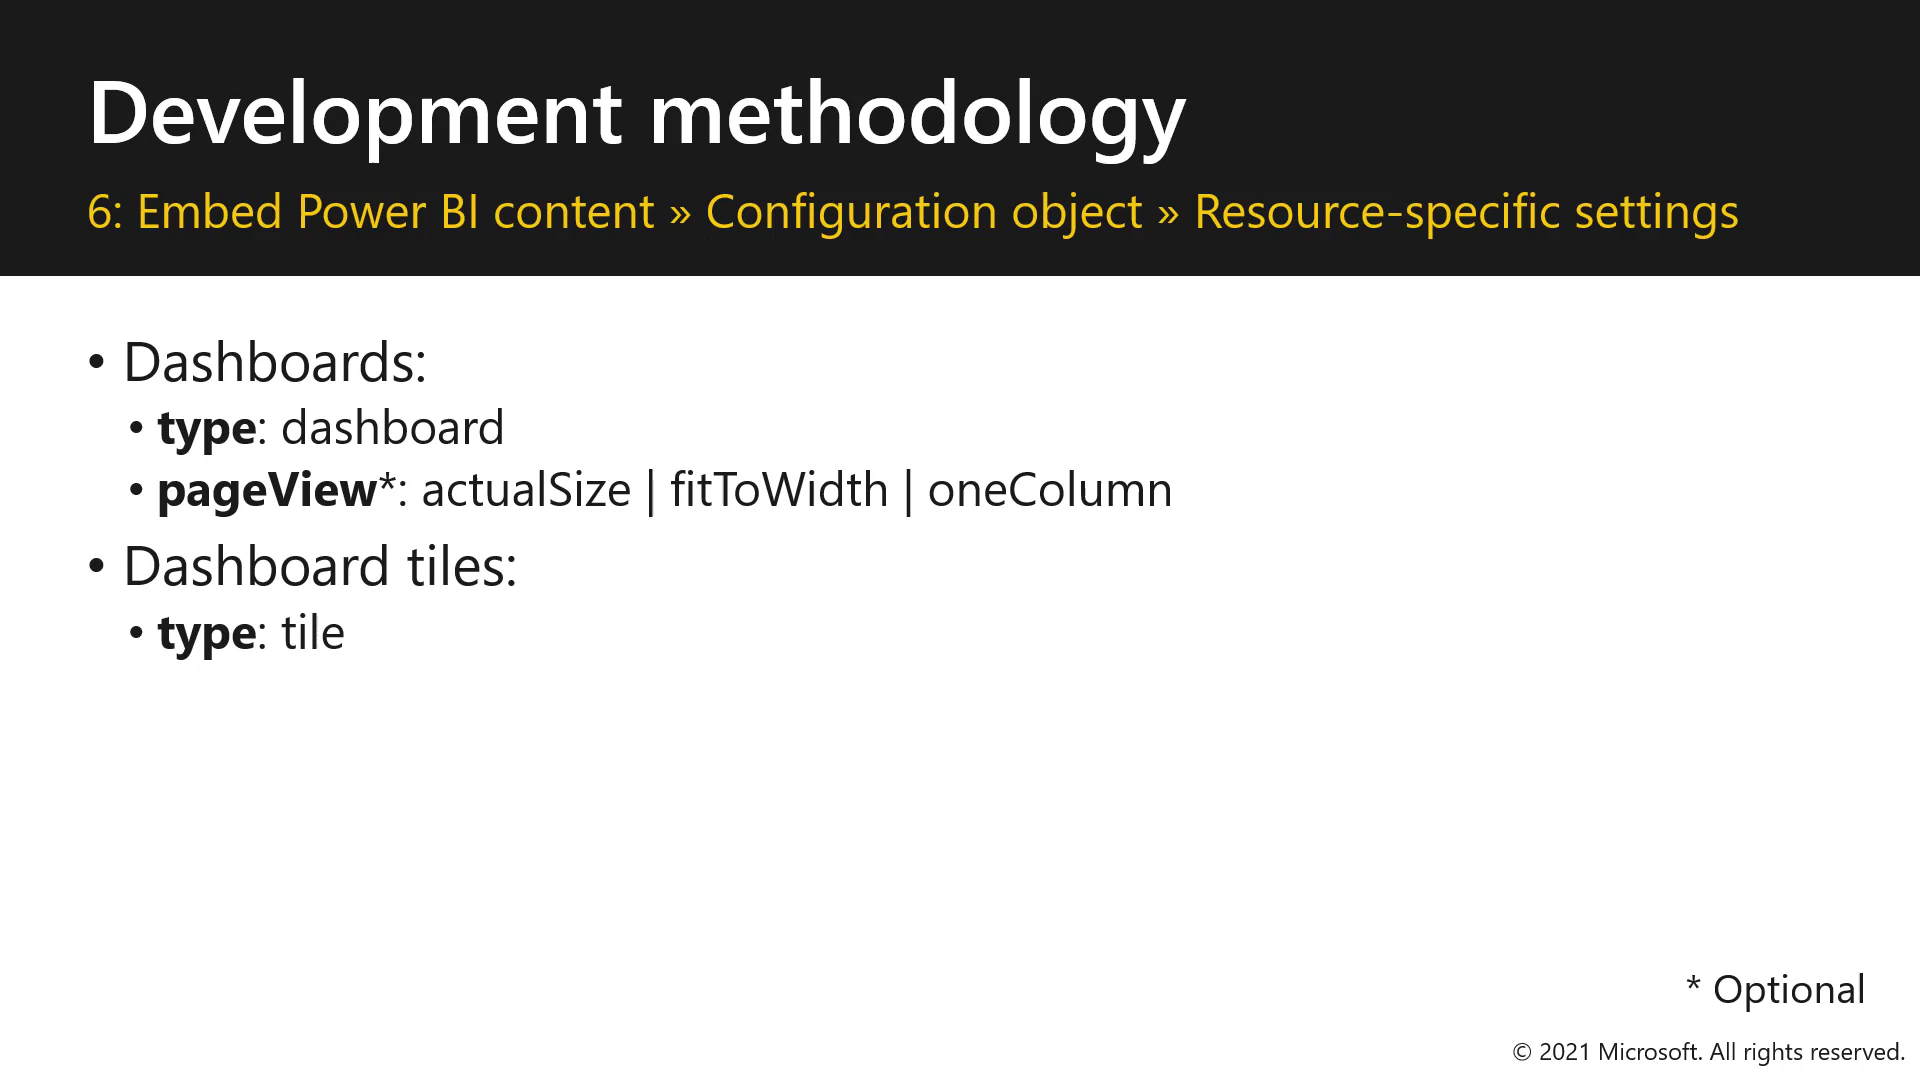 Development methodology
6: Embed Power BI content » Configuration object » Resource-specific settings
• Dashboards:
• type: dashboard
• pageView*: actualSize | fitToWidth | oneColumn
• Dashboard tiles:
• type: tile
* Optional
© 2021 Microsoft. All rights reserved.